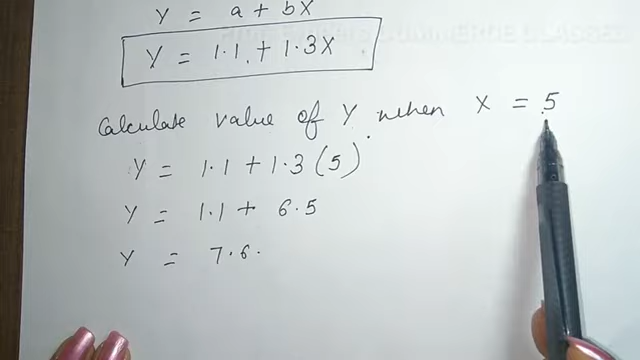 Y = a + bX
Y = 1.1 + 1.3X
Calculate value of Y when X = 5
Y = 1.1 + 1.3 (5)
Y = 1.1 + 6.5
Y = 7.6.